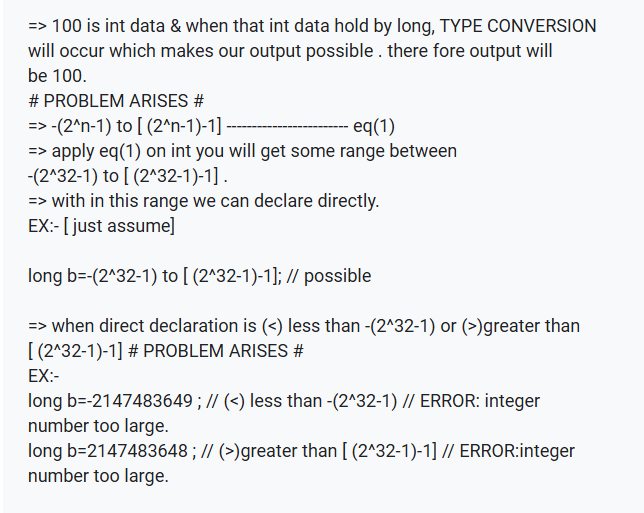 => 100 is int data & when that int data hold by long, TYPE CONVERSION
will occur which makes our output possible . there fore output will
be 100.
# PROBLEM ARISES #
=> -(2^n-1) to [ (2^n-1)-1] ------------------------ eq(1)
=> apply eq(1) on int you will get some range between
-(2^32-1) to [ (2^32-1)-1] .
=> with in this range we can declare directly.
EX:- [ just assume]
long b=-(2^32-1) to [ (2^32-1)-1]; // possible
=> when direct declaration is (<) less than -(2^32-1) or (>)greater than
[ (2^32-1)-1] # PROBLEM ARISES #
EX:-
long b=-2147483649 ; // (<) less than -(2^32-1) // ERROR: integer
number too large.
long b=2147483648 ; // (>)greater than [ (2^32-1)-1] // ERROR:integer
number too large.